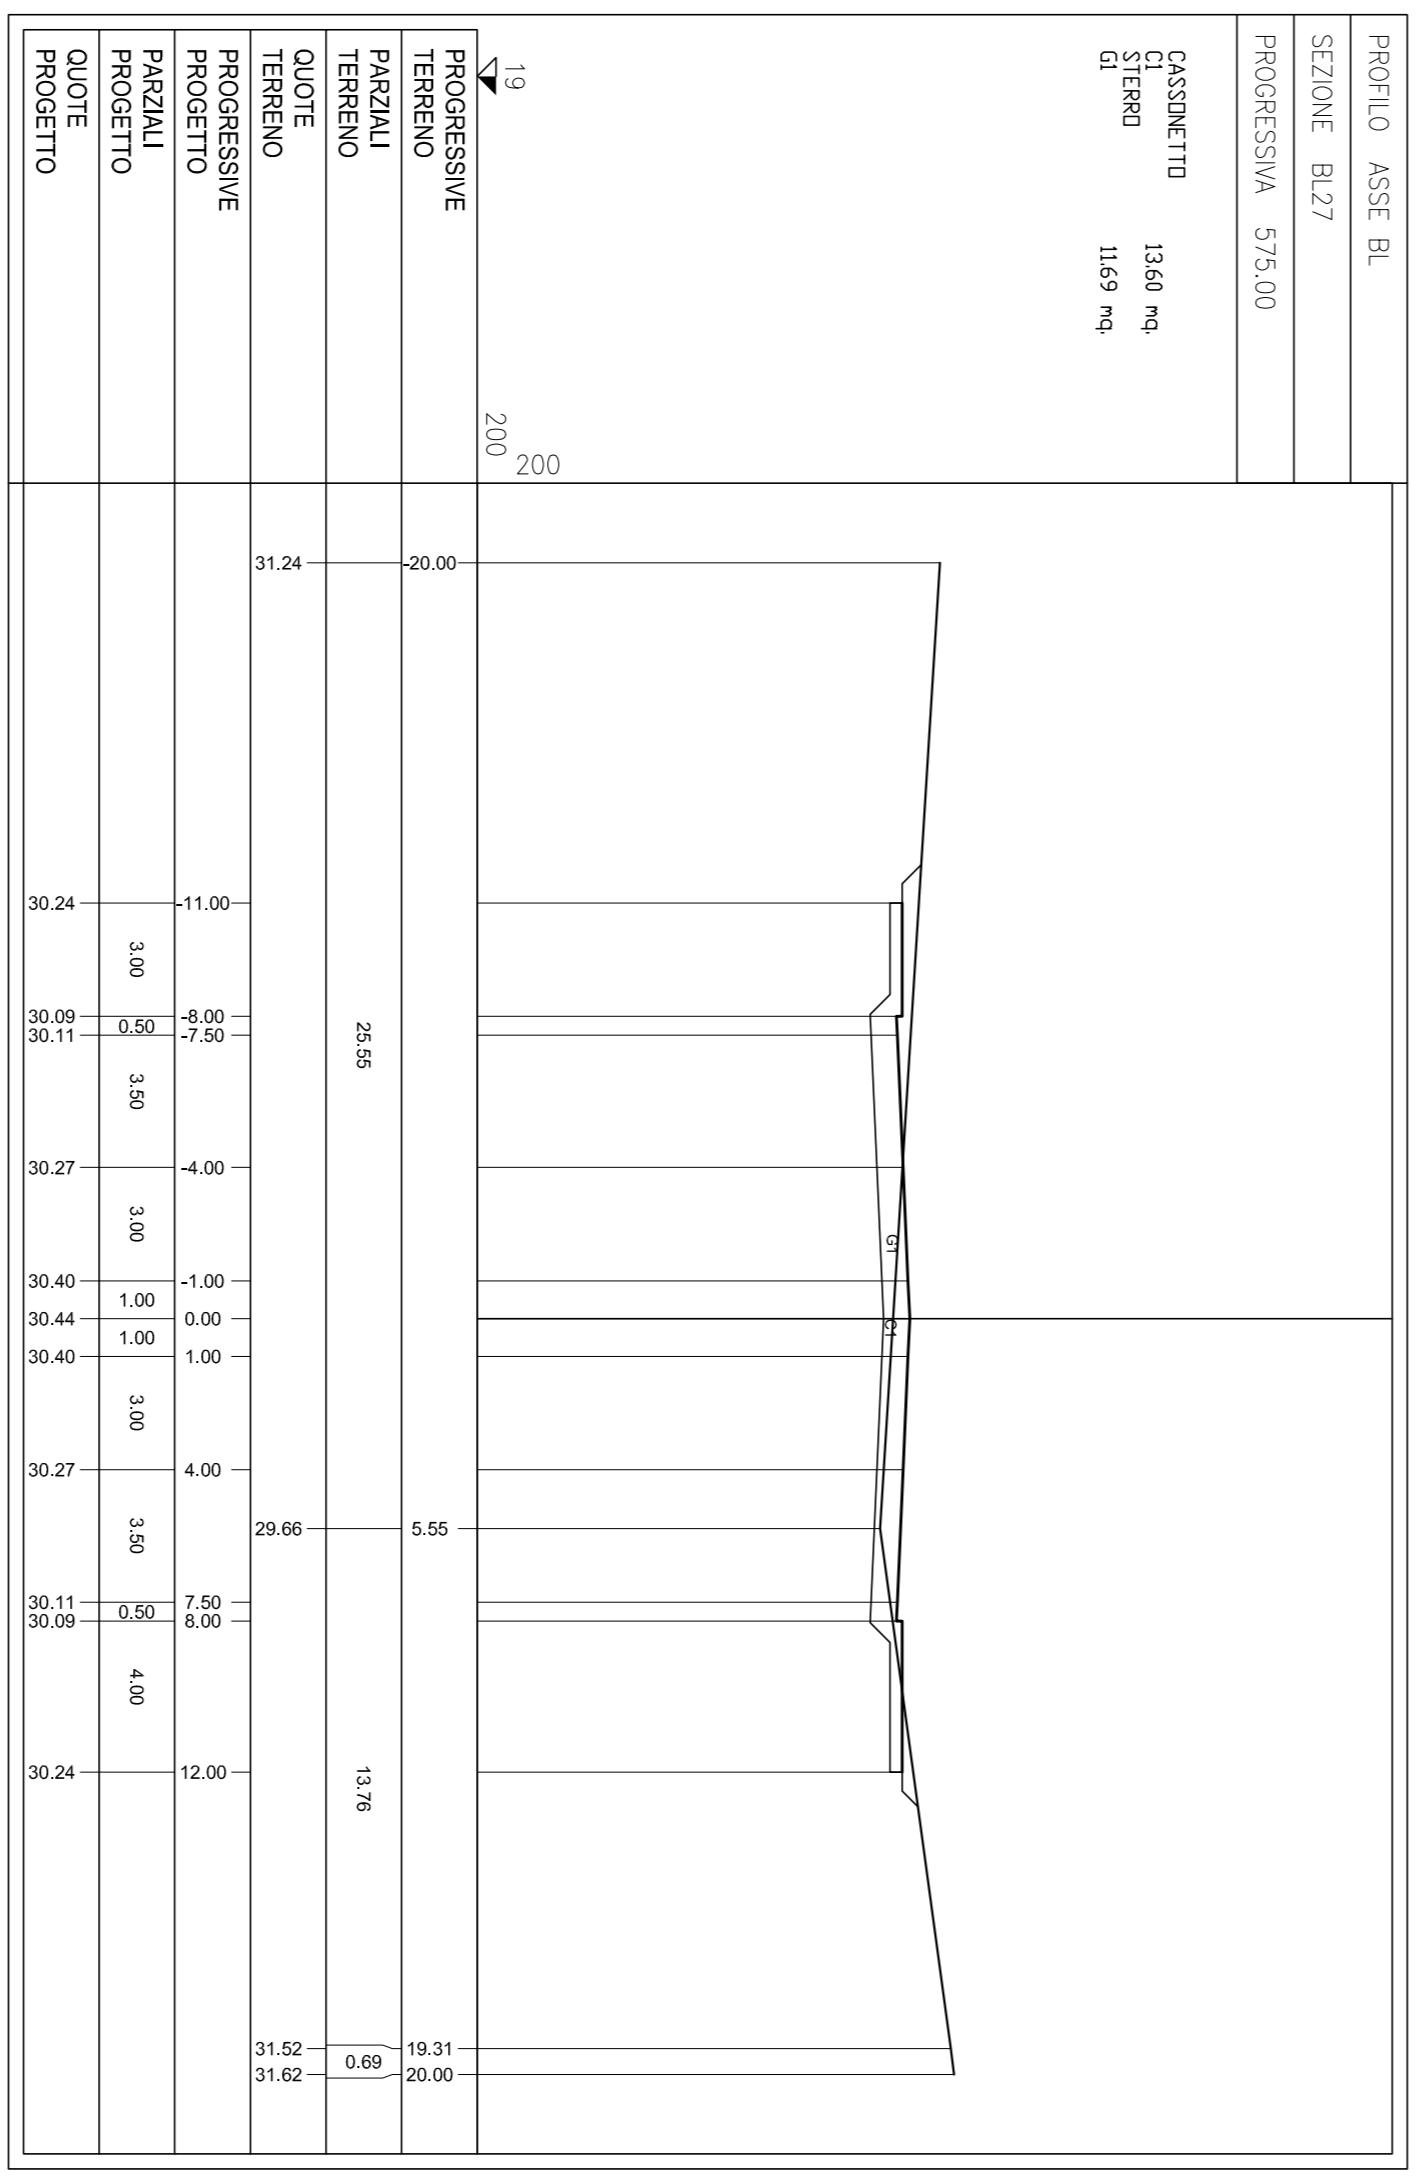 PROFILO ASSE BL
SEZIONE BL27
PROGRESSIVA 575.00
CASSONETTO
C1 13.60 mq.
STERRO
G1 11.69 mq.
200
200
19
G1
C1
PROGRESSIVE
TERRENO
-20.00 5.55 19.31 20.00
PARZIALI
TERRENO
25.55 13.76 0.69
QUOTE
TERRENO
31.24 29.66 31.52 31.62
PROGRESSIVE
PROGETTO
-11.00 -8.00 -7.50 -4.00 -1.00 0.00 1.00 4.00 7.50 8.00 12.00
PARZIALI
PROGETTO
3.00 0.50 3.50 3.00 1.00 1.00 3.00 3.50 0.50 4.00
QUOTE
PROGETTO
30.24 30.09 30.11 30.27 30.40 30.44 30.40 30.27 30.11 30.09 30.24